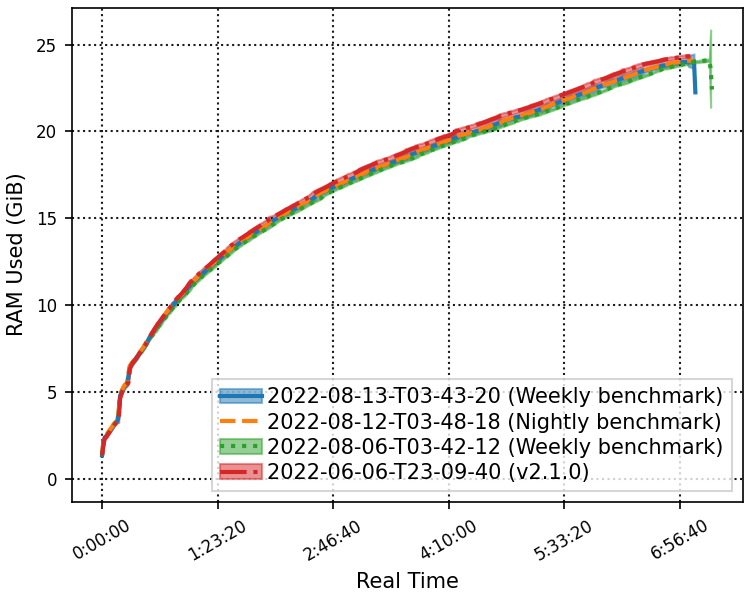 25
20
15
10
5
0
RAM Used (GiB)
2022-08-13-T03-43-20 (Weekly benchmark)
2022-08-12-T03-48-18 (Nightly benchmark)
2022-08-06-T03-42-12 (Weekly benchmark)
2022-06-06-T23-09-40 (v2.1.0)
0:00:00
1:23:20
2:46:40
4:10:00
5:33:20
6:56:40
Real Time